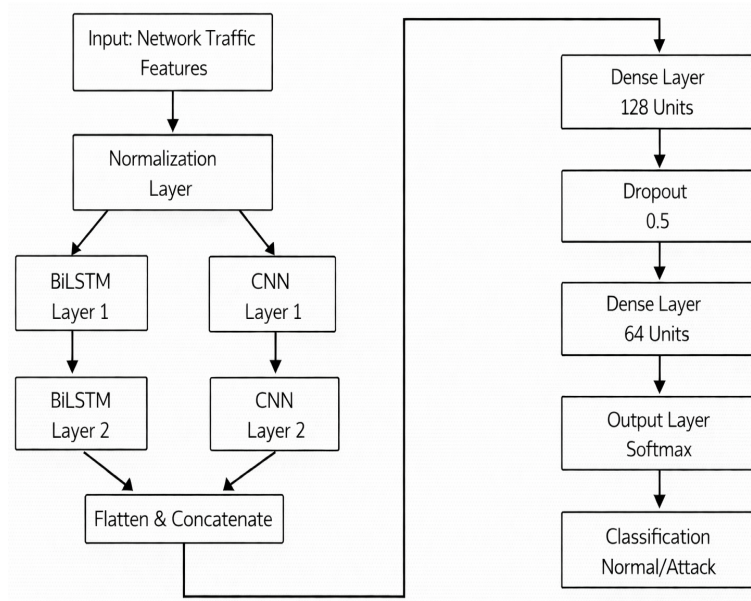 Input: Network Traffic
Features
Normalization
Layer
BiLSTM
Layer 1
CNN
Layer 1
BiLSTM
Layer 2
CNN
Layer 2
Flatten & Concatenate
Dense Layer
128 Units
Dropout
0.5
Dense Layer
64 Units
Output Layer
Softmax
Classification
Normal/Attack